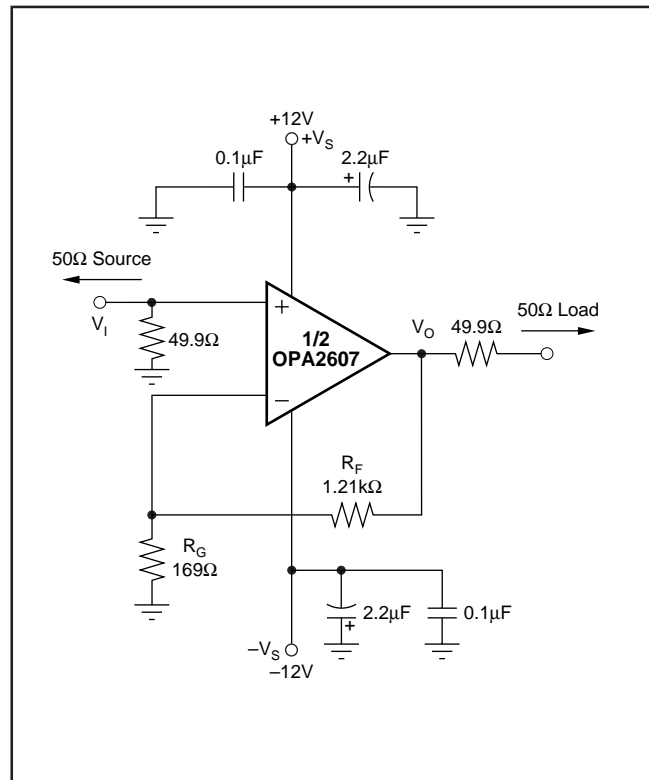 +12V
+V_S
0.1μF
2.2μF
+
50Ω Source
50Ω Load
V_I
49.9Ω
+
1/2
OPA2607
−
V_O
49.9Ω
R_F
1.21kΩ
R_G
169Ω
2.2μF
+
0.1μF
−V_S
−12V